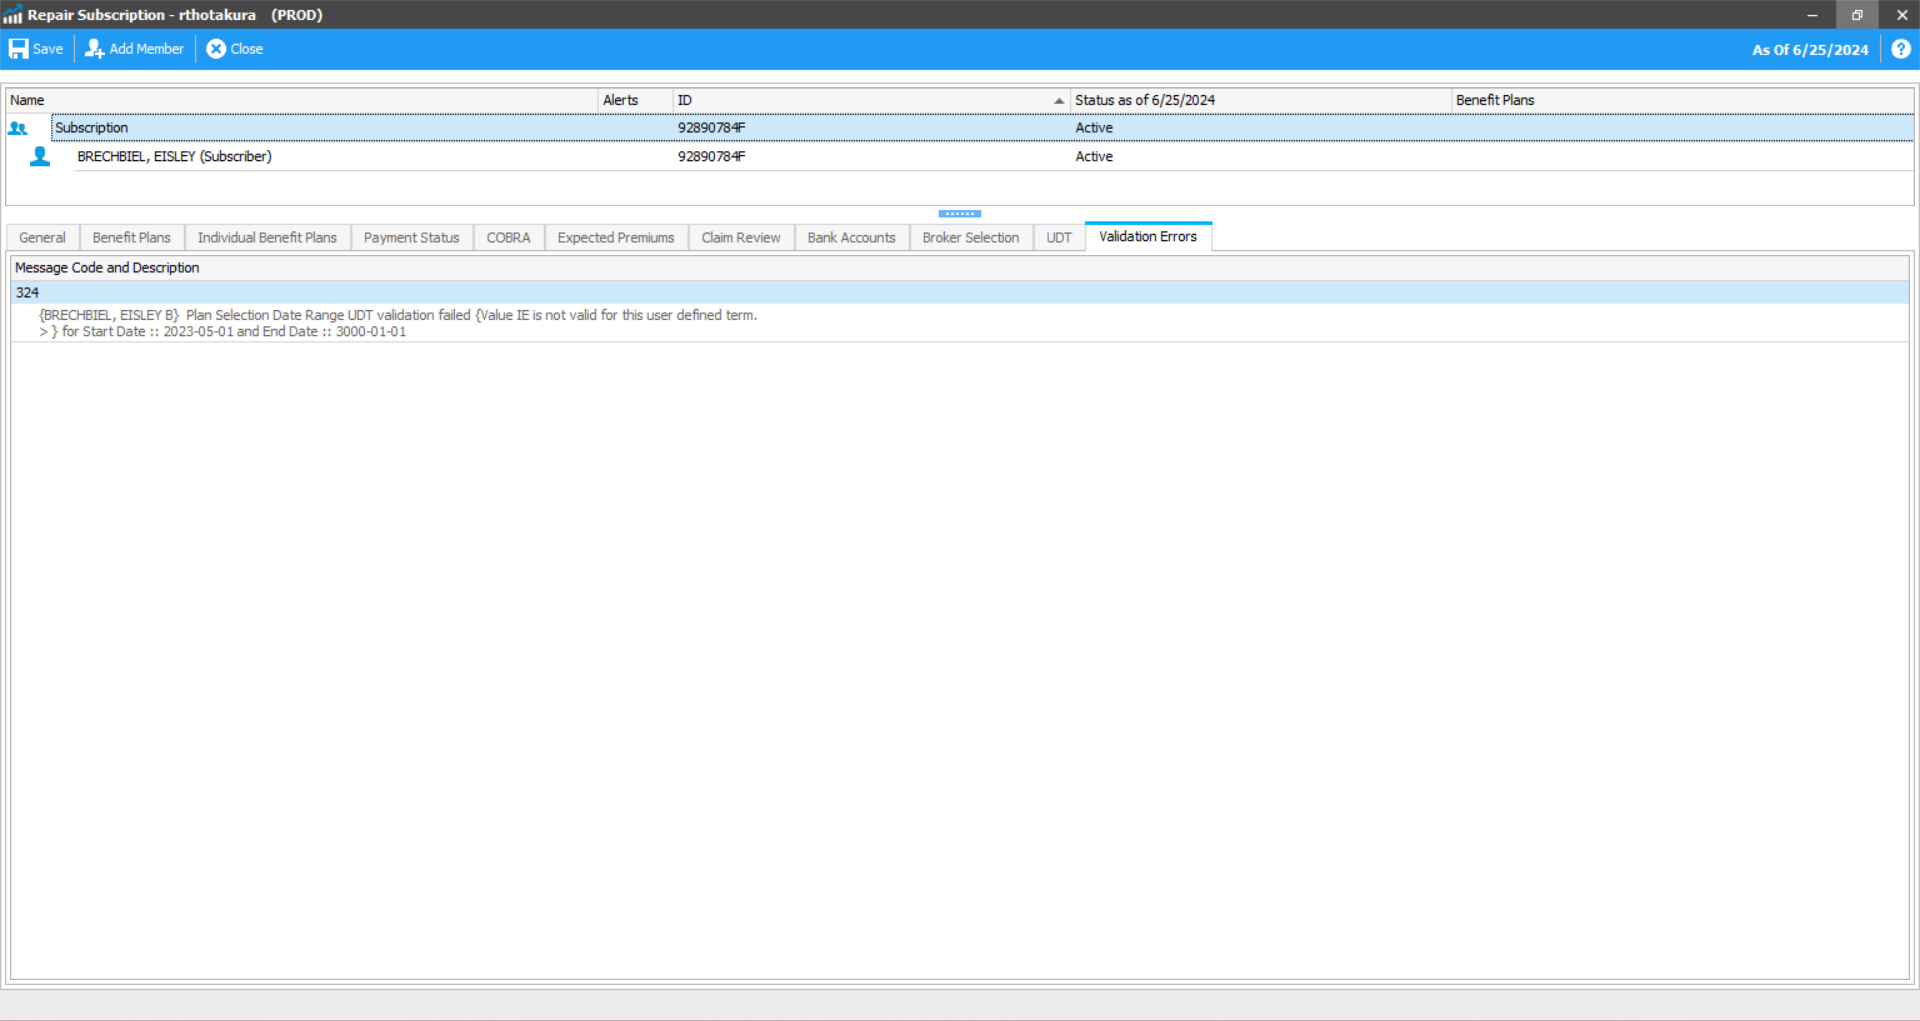 Repair Subscription - rthotakura (PROD)
Save
Add Member
Close
As Of 6/25/2024
Name
Alerts
ID
Status as of 6/25/2024
Benefit Plans
Subscription
92890784F
Active
BRECHBIEL, EISLEY (Subscriber)
92890784F
Active
General
Benefit Plans
Individual Benefit Plans
Payment Status
COBRA
Expected Premiums
Claim Review
Bank Accounts
Broker Selection
UDT
Validation Errors
Message Code and Description
324
{BRECHBIEL, EISLEY B}  Plan Selection Date Range UDT validation failed {Value IE is not valid for this user defined term.
> } for Start Date :: 2023-05-01 and End Date :: 3000-01-01